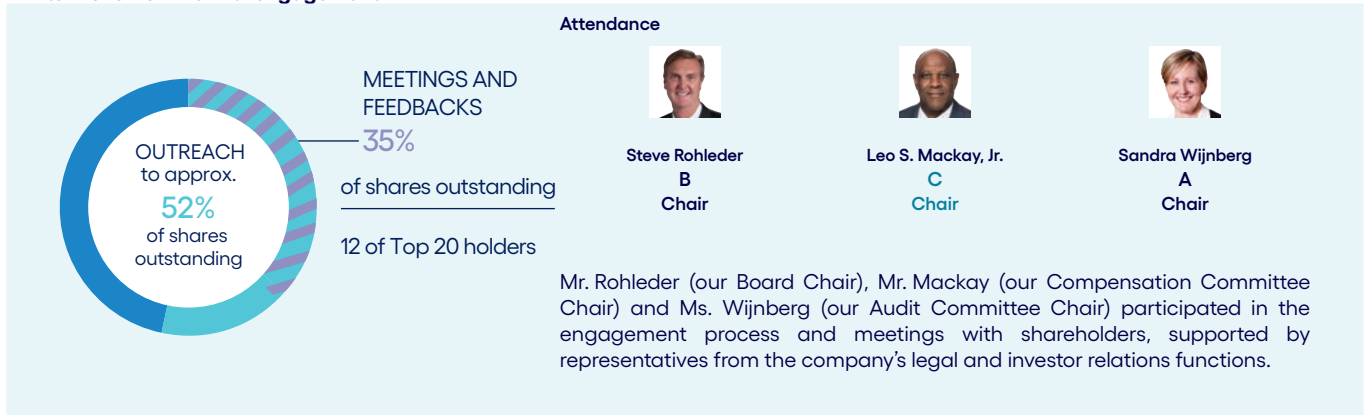 OUTREACH
to approx.
52%
of shares
outstanding
MEETINGS AND
FEEDBACKS
35%
of shares outstanding
12 of Top 20 holders
Attendance
Steve Rohleder
B
Chair
Leo S. Mackay, Jr.
C
Chair
Sandra Wijnberg
A
Chair
Mr. Rohleder (our Board Chair), Mr. Mackay (our Compensation Committee
Chair) and Ms. Wijnberg (our Audit Committee Chair) participated in the
engagement process and meetings with shareholders, supported by
representatives from the company’s legal and investor relations functions.